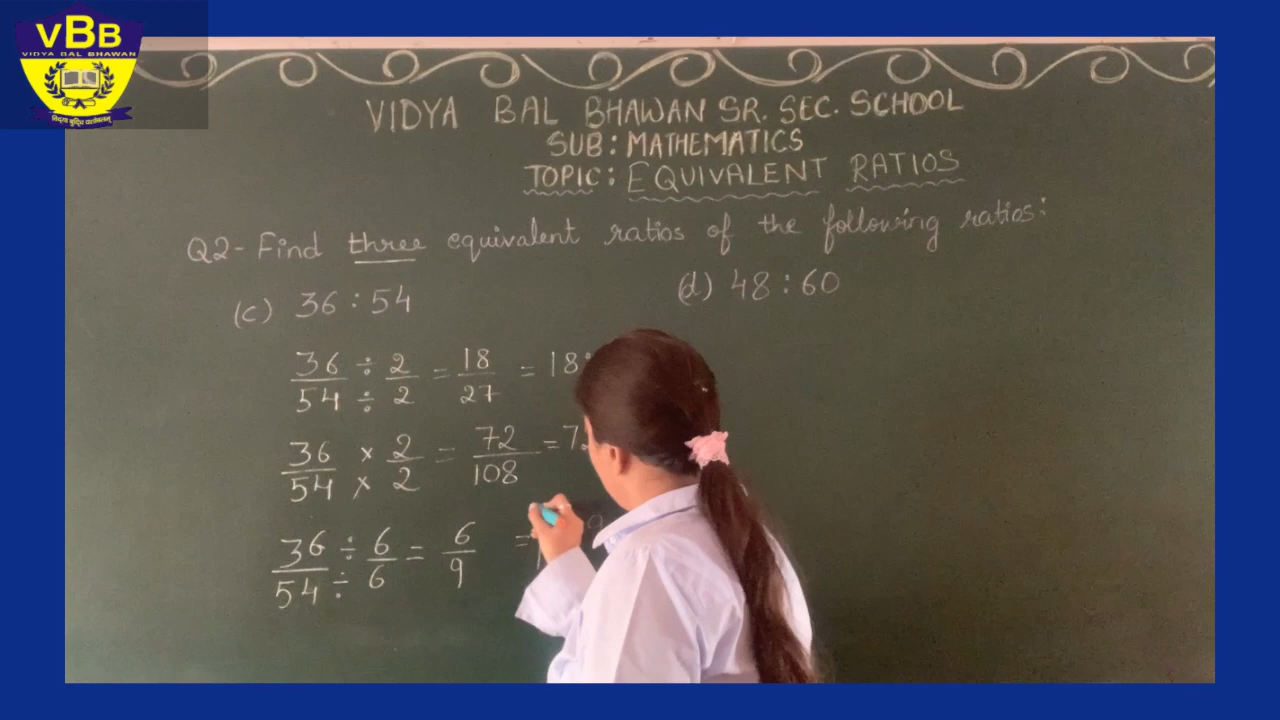 VBB
VIDYA BAL BHAWAN
VIDYA BAL BHAWAN SR. SEC. SCHOOL
SUB: MATHEMATICS
TOPIC: EQUIVALENT RATIOS
Q2- Find three equivalent ratios of the following ratios:
(c) 36 : 54
(d) 48 : 60
36/54 ÷ 2/÷ 2 = 18/27 = 18:
36/54 × 2/× 2 = 72/108 = 72
36/54 ÷ 6/÷ 6 = 6/9 =